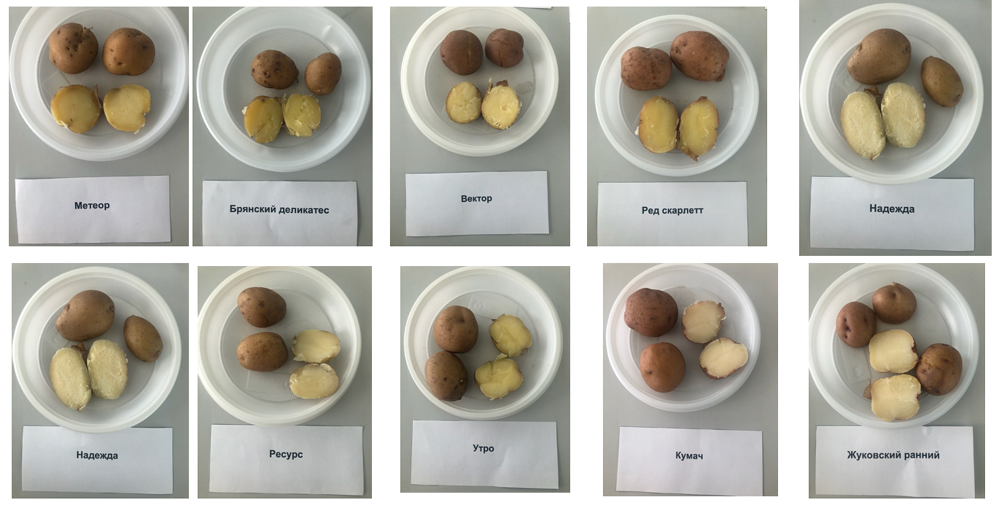 Метеор
Брянский деликатес
Вектор
Ред скарлетт
Надежда
Надежда
Ресурс
Утро
Кумач
Жуковский ранний